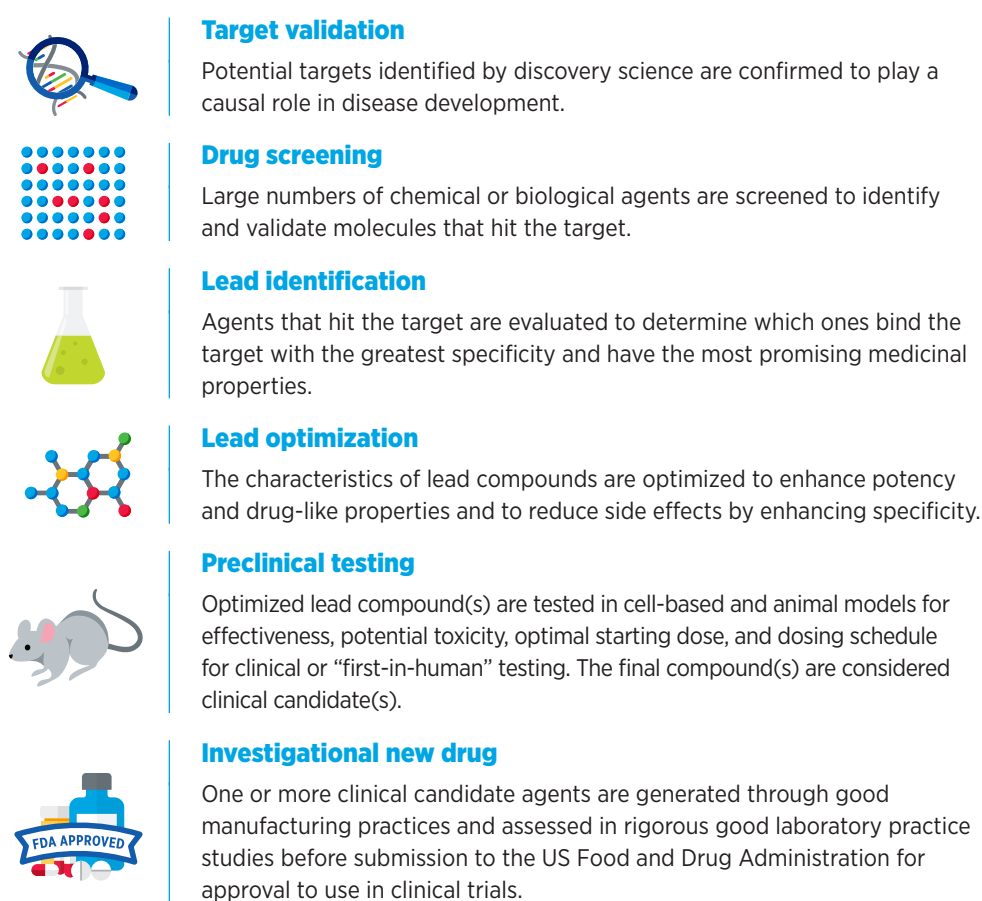 Target validation
Potential targets identified by discovery science are confirmed to play a
causal role in disease development.
Drug screening
Large numbers of chemical or biological agents are screened to identify
and validate molecules that hit the target.
Lead identification
Agents that hit the target are evaluated to determine which ones bind the
target with the greatest specificity and have the most promising medicinal
properties.
Lead optimization
The characteristics of lead compounds are optimized to enhance potency
and drug-like properties and to reduce side effects by enhancing specificity.
Preclinical testing
Optimized lead compound(s) are tested in cell-based and animal models for
effectiveness, potential toxicity, optimal starting dose, and dosing schedule
for clinical or “first-in-human” testing. The final compound(s) are considered
clinical candidate(s).
Investigational new drug
One or more clinical candidate agents are generated through good
manufacturing practices and assessed in rigorous good laboratory practice
studies before submission to the US Food and Drug Administration for
approval to use in clinical trials.
FDA APPROVED